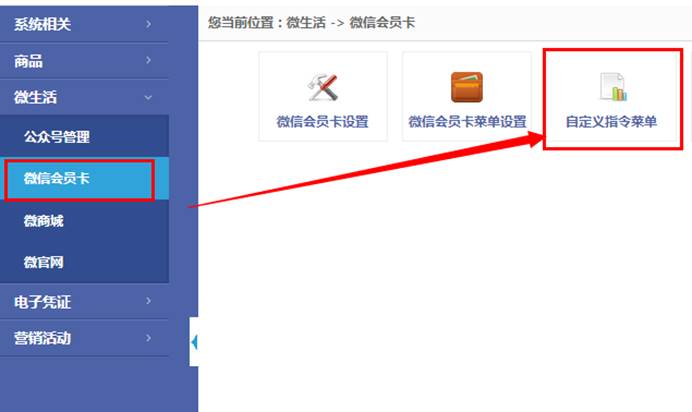 系统相关
商品
微生活
公众号管理
微信会员卡
微商城
微官网
电子凭证
营销活动
您当前位置：微生活 -> 微信会员卡
微信会员卡设置
微信会员卡菜单设置
自定义指令菜单